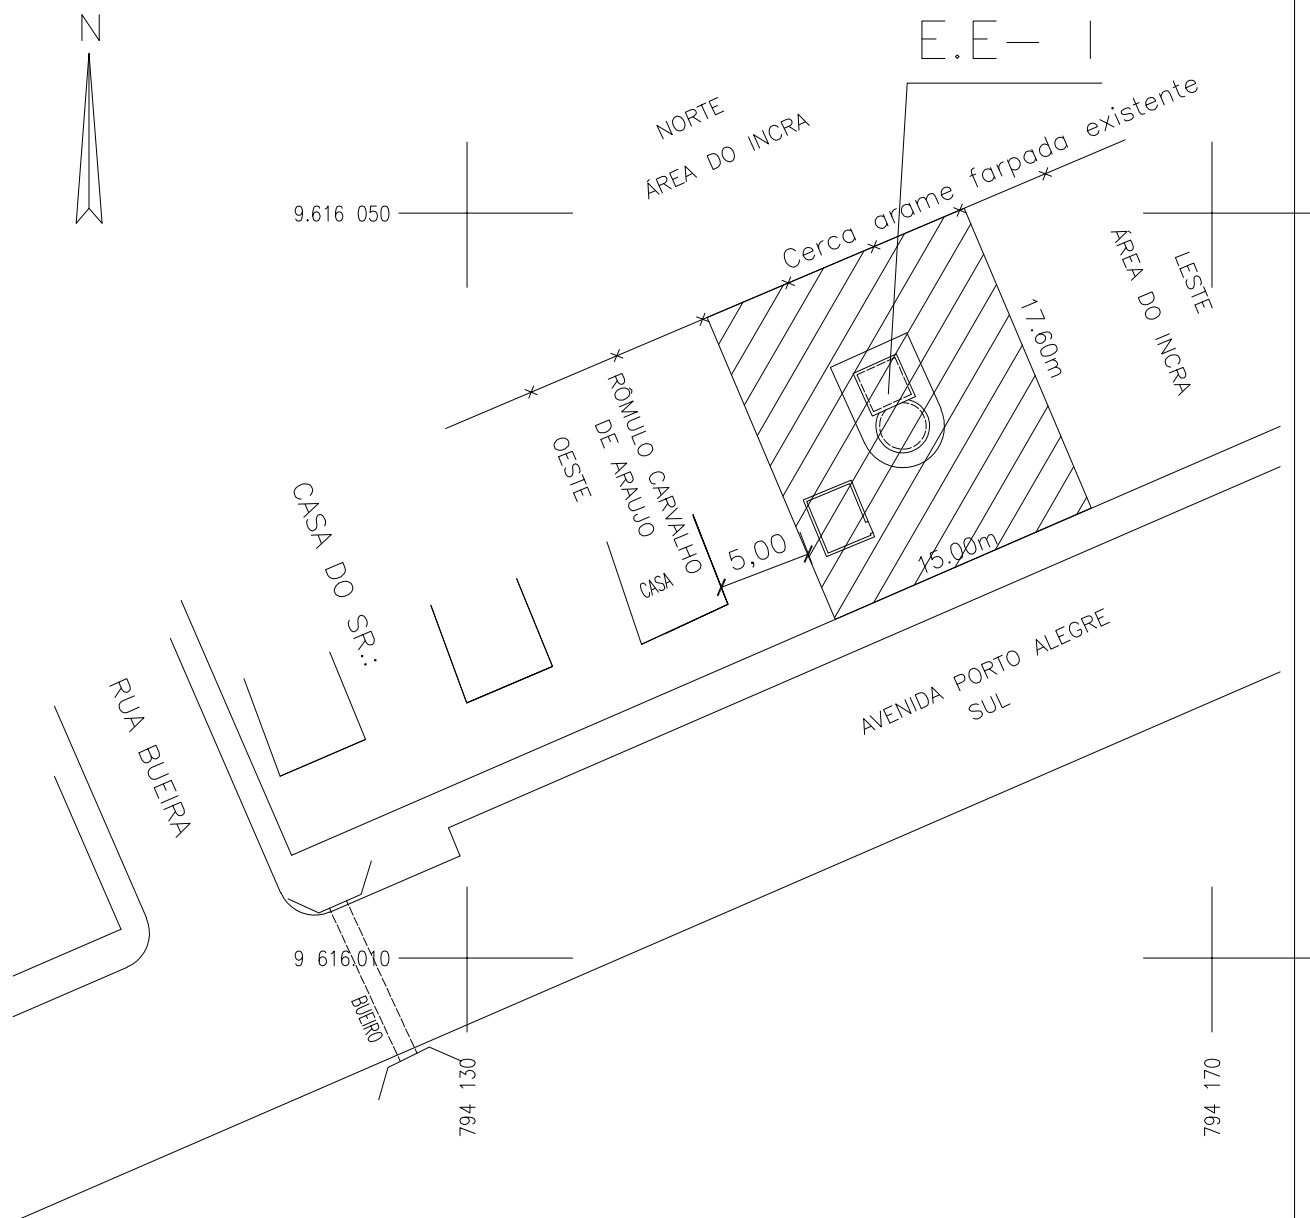 N
E.E- 1
NORTE
ÁREA DO INCRA
Cerca arame farpada existente
9.616 050
LESTE
ÁREA DO INCRA
17.60m
RÔMULO CARVALHO
DE ARAUJO
OESTE
CASA DO SR.:
CASA
5,00
15.00m
AVENIDA PORTO ALEGRE
SUL
RUA BUEIRA
9 616.010
BUEIRO
794 130
794 170